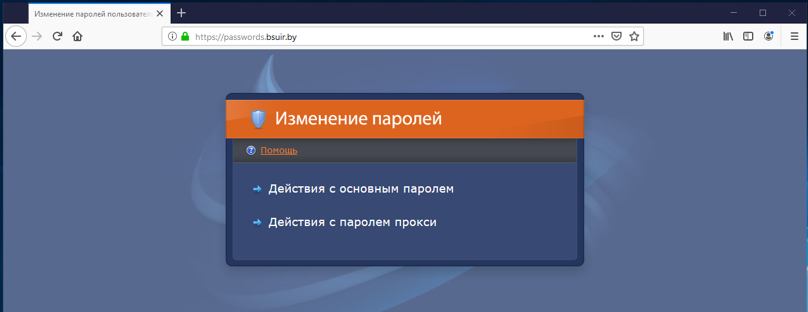 Изменение паролей пользовател
https://passwords.bsuir.by
Изменение паролей
Помощь
Действия с основным паролем
Действия с паролем прокси